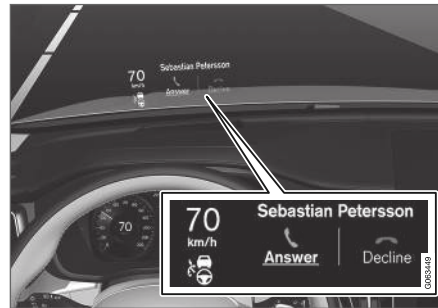 70
km/h
Sebastian Petersson
Answer
Decline
70
70
km/h
Sebastian Petersson
Answer
Decline
G063449